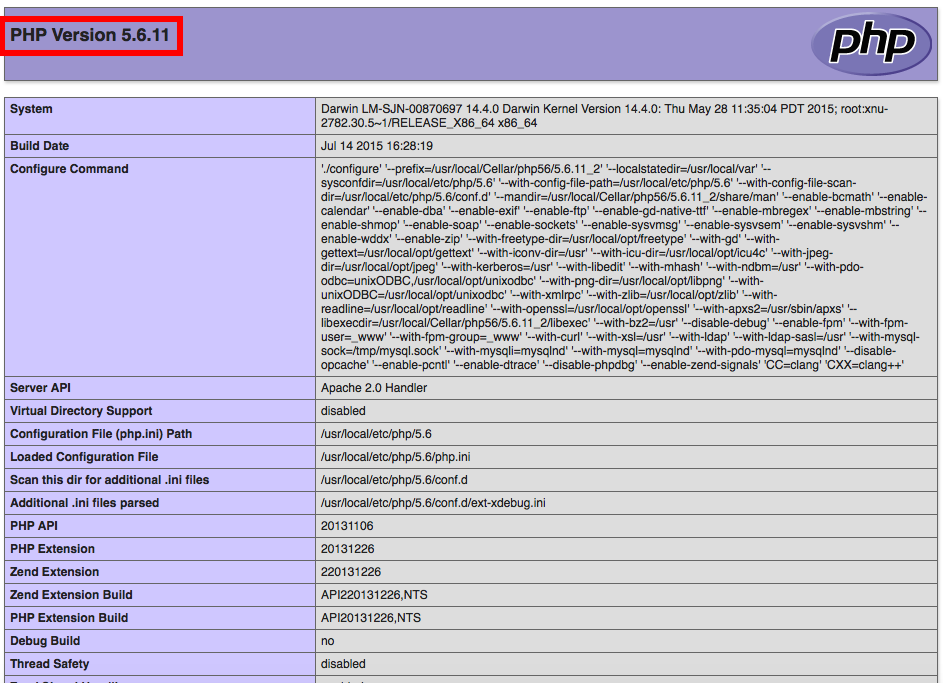 PHP Version 5.6.11
php
System
Darwin LM-SJN-00870697 14.4.0 Darwin Kernel Version 14.4.0: Thu May 28 11:35:04 PDT 2015; root:xnu-
2782.30.5~1/RELEASE_X86_64 x86_64
Build Date
Jul 14 2015 16:28:19
Configure Command
'./configure' '--prefix=/usr/local/Cellar/php56/5.6.11_2' '--localstatedir=/usr/local/var' '--
sysconfdir=/usr/local/etc/php/5.6' '--with-config-file-path=/usr/local/etc/php/5.6' '--with-config-file-scan-
dir=/usr/local/etc/php/5.6/conf.d' '--mandir=/usr/local/Cellar/php56/5.6.11_2/share/man' '--enable-bcmath' '--enable-
calendar' '--enable-dba' '--enable-exif' '--enable-ftp' '--enable-gd-native-ttf' '--enable-mbregex' '--enable-mbstring' '--
enable-shmop' '--enable-soap' '--enable-sockets' '--enable-sysvmsg' '--enable-sysvsem' '--enable-sysvshm' '--
enable-wddx' '--enable-zip' '--with-freetype-dir=/usr/local/opt/freetype' '--with-gd' '--with-
gettext=/usr/local/opt/gettext' '--with-iconv-dir=/usr' '--with-icu-dir=/usr/local/opt/icu4c' '--with-jpeg-
dir=/usr/local/opt/jpeg' '--with-kerberos=/usr' '--with-libedit' '--with-mhash' '--with-ndbm=/usr' '--with-pdo-
odbc=unixODBC,/usr/local/opt/unixodbc' '--with-png-dir=/usr/local/opt/libpng' '--with-
unixODBC=/usr/local/opt/unixodbc' '--with-xmlrpc' '--with-zlib=/usr/local/opt/zlib' '--with-
readline=/usr/local/opt/readline' '--with-openssl=/usr/local/opt/openssl' '--with-apxs2=/usr/sbin/apxs' '--
libexecdir=/usr/local/Cellar/php56/5.6.11_2/libexec' '--with-bz2=/usr' '--disable-debug' '--enable-fpm' '--with-fpm-
user=_www' '--with-fpm-group=_www' '--with-curl' '--with-xsl=/usr' '--with-ldap' '--with-ldap-sasl=/usr' '--with-mysql-
sock=/tmp/mysql.sock' '--with-mysqli=mysqlnd' '--with-mysql=mysqlnd' '--with-pdo-mysql=mysqlnd' '--disable-
opcache' '--enable-pcntl' '--enable-dtrace' '--disable-phpdbg' '--enable-zend-signals' 'CC=clang' 'CXX=clang++'
Server API
Apache 2.0 Handler
Virtual Directory Support
disabled
Configuration File (php.ini) Path
/usr/local/etc/php/5.6
Loaded Configuration File
/usr/local/etc/php/5.6/php.ini
Scan this dir for additional .ini files
/usr/local/etc/php/5.6/conf.d
Additional .ini files parsed
/usr/local/etc/php/5.6/conf.d/ext-xdebug.ini
PHP API
20131106
PHP Extension
20131226
Zend Extension
220131226
Zend Extension Build
API220131226,NTS
PHP Extension Build
API20131226,NTS
Debug Build
no
Thread Safety
disabled